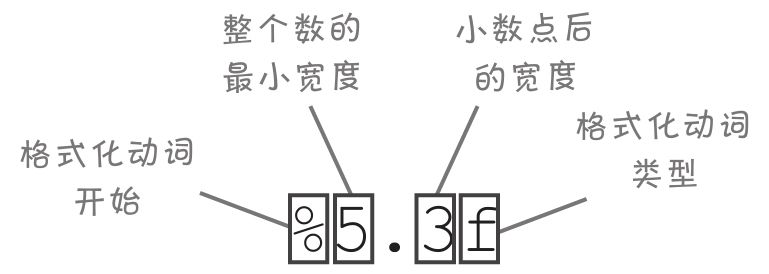 整个数的
最小宽度
小数点后
的宽度
格式化动词
开始
格式化动词
类型
%5.3f